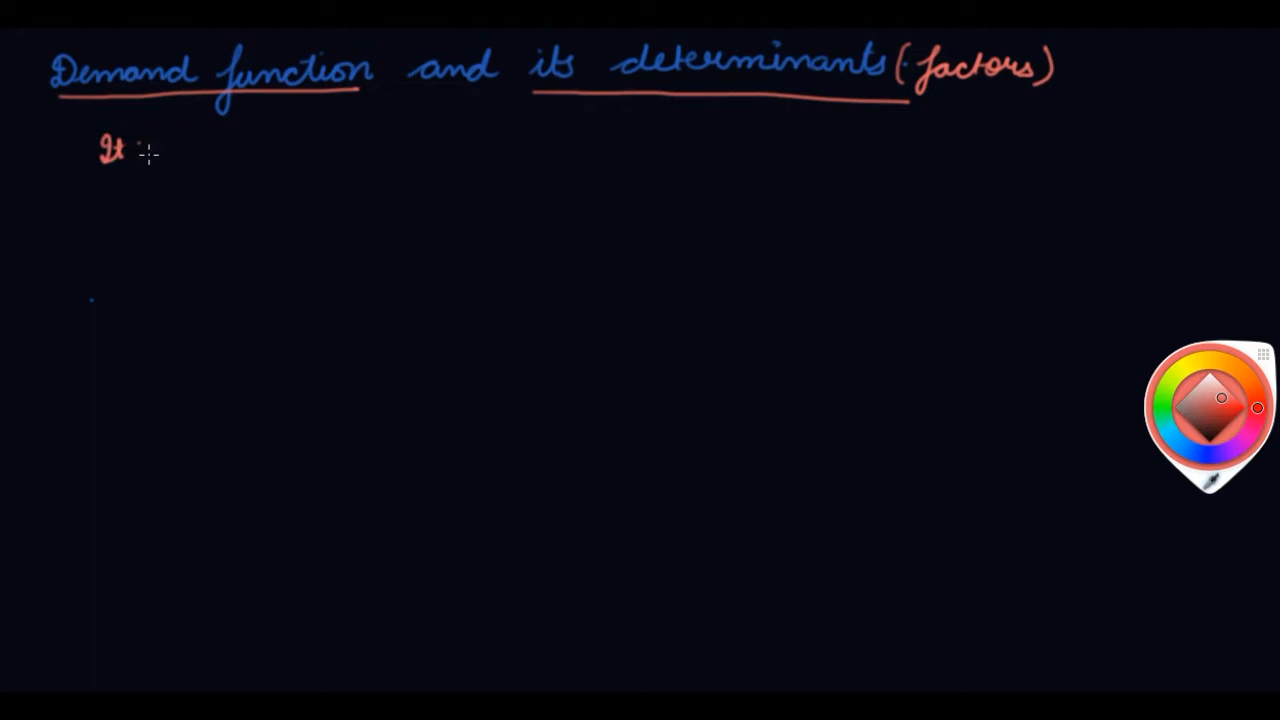 Demand function and its determinants (factors)
It